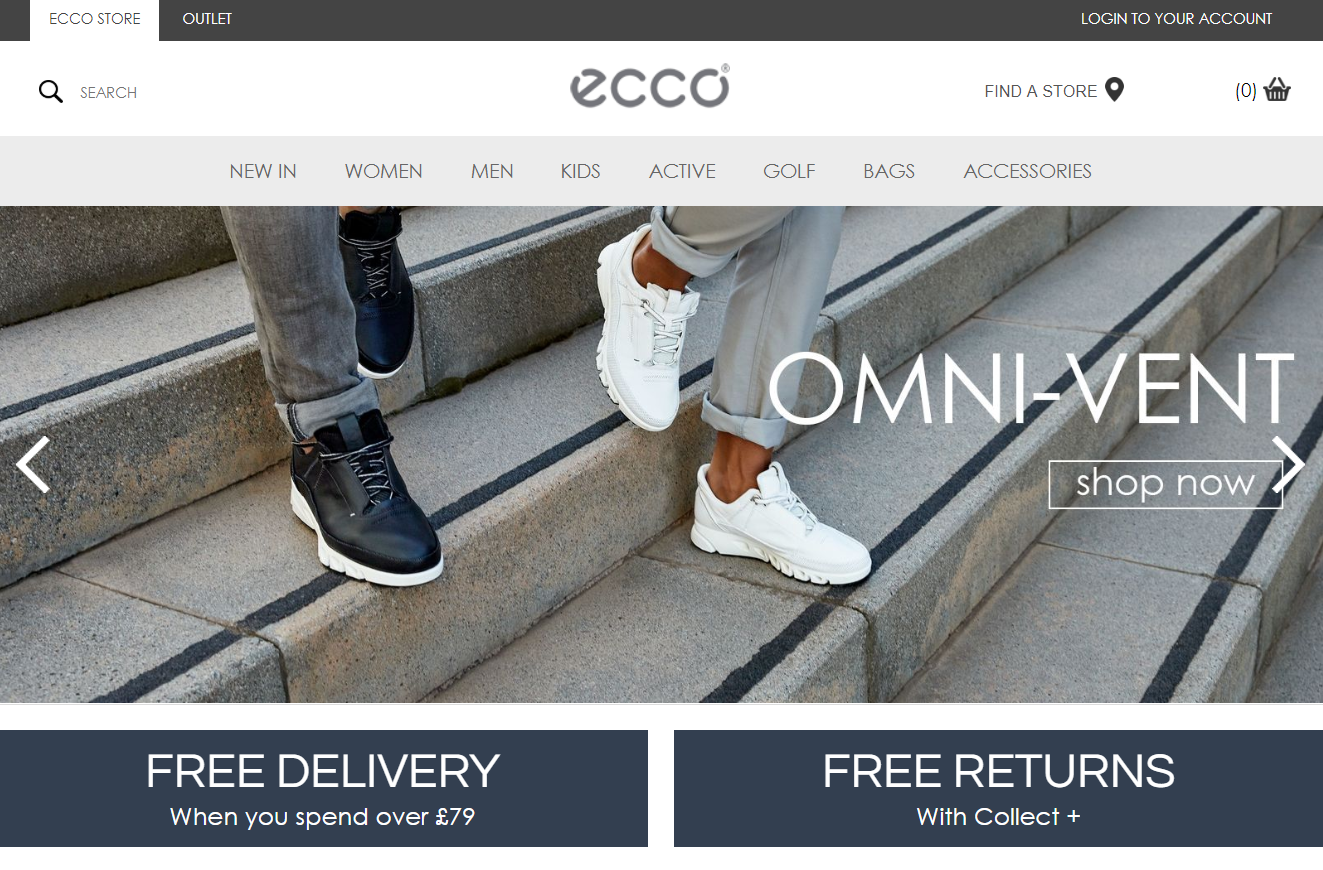 ECCO STORE
OUTLET
LOGIN TO YOUR ACCOUNT
SEARCH
ecco®
FIND A STORE
(0)
NEW IN
WOMEN
MEN
KIDS
ACTIVE
GOLF
BAGS
ACCESSORIES
OMNI-VENT
shop now
FREE DELIVERY
When you spend over £79
FREE RETURNS
With Collect +